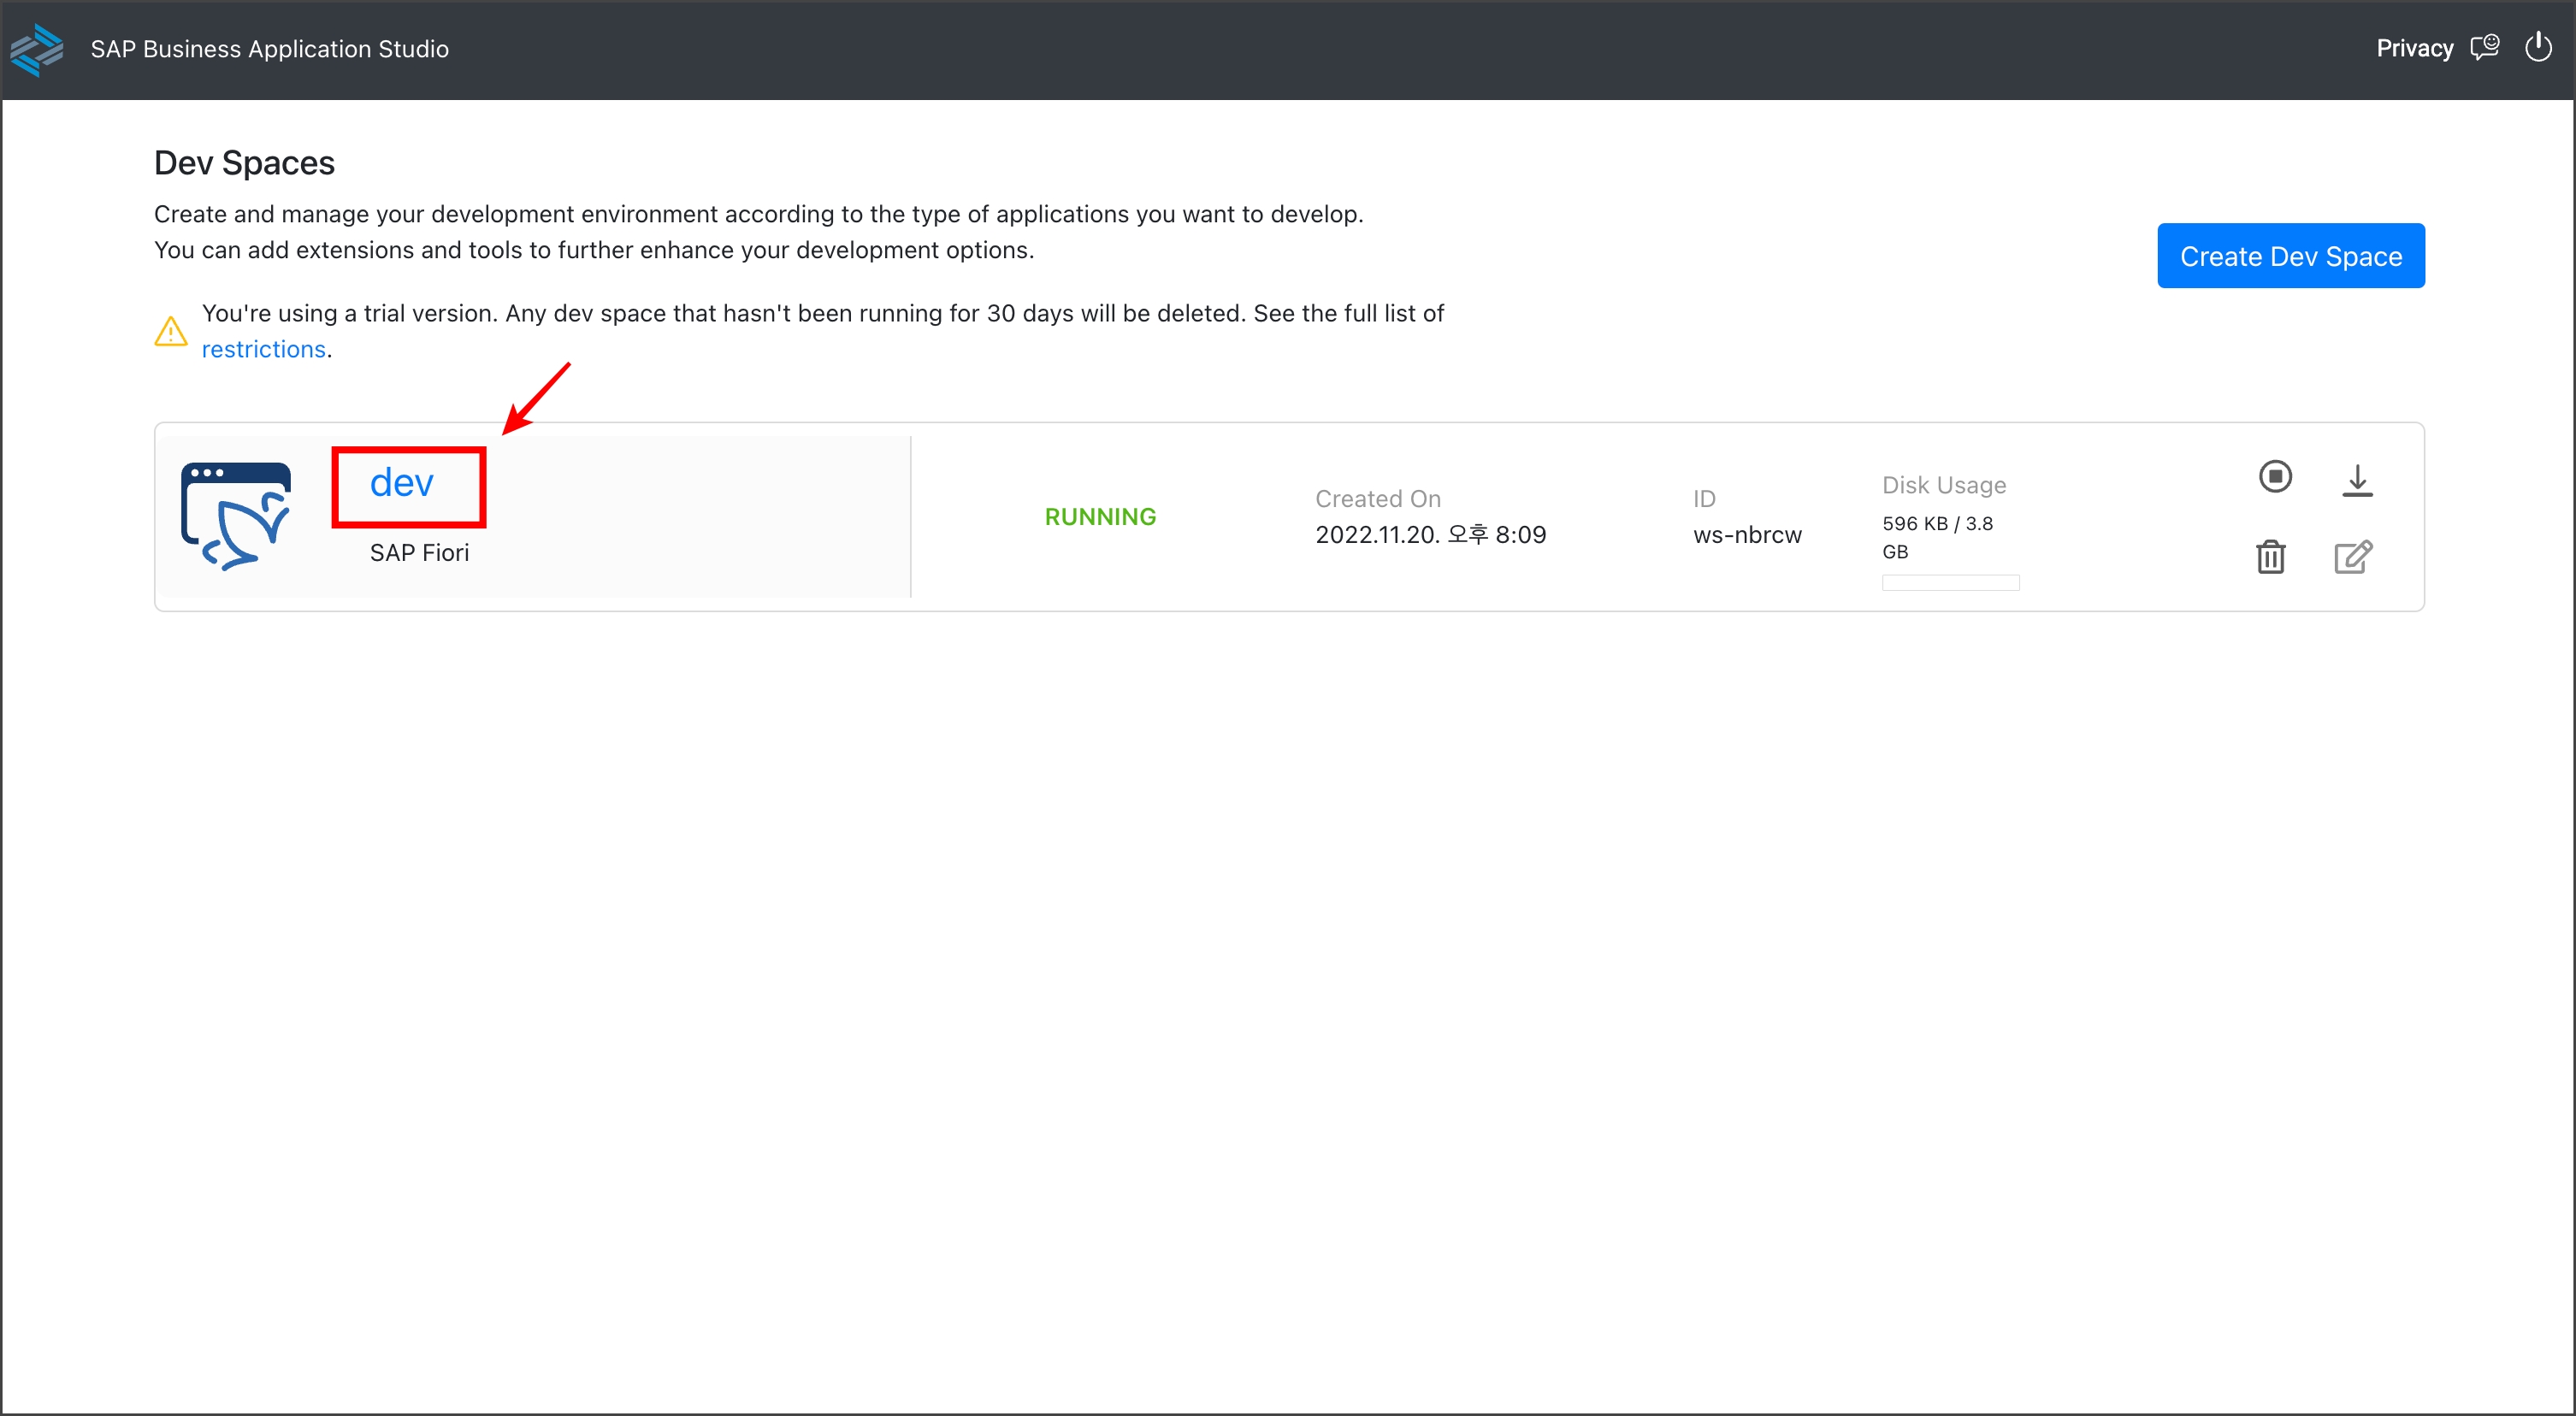 SAP Business Application Studio
Privacy
Dev Spaces
Create and manage your development environment according to the type of applications you want to develop.
You can add extensions and tools to further enhance your development options.
Create Dev Space
You're using a trial version. Any dev space that hasn't been running for 30 days will be deleted. See the full list of
restrictions.
dev
SAP Fiori
RUNNING
Created On
2022.11.20. 오후 8:09
ID
ws-nbrcw
Disk Usage
596 KB / 3.8
GB